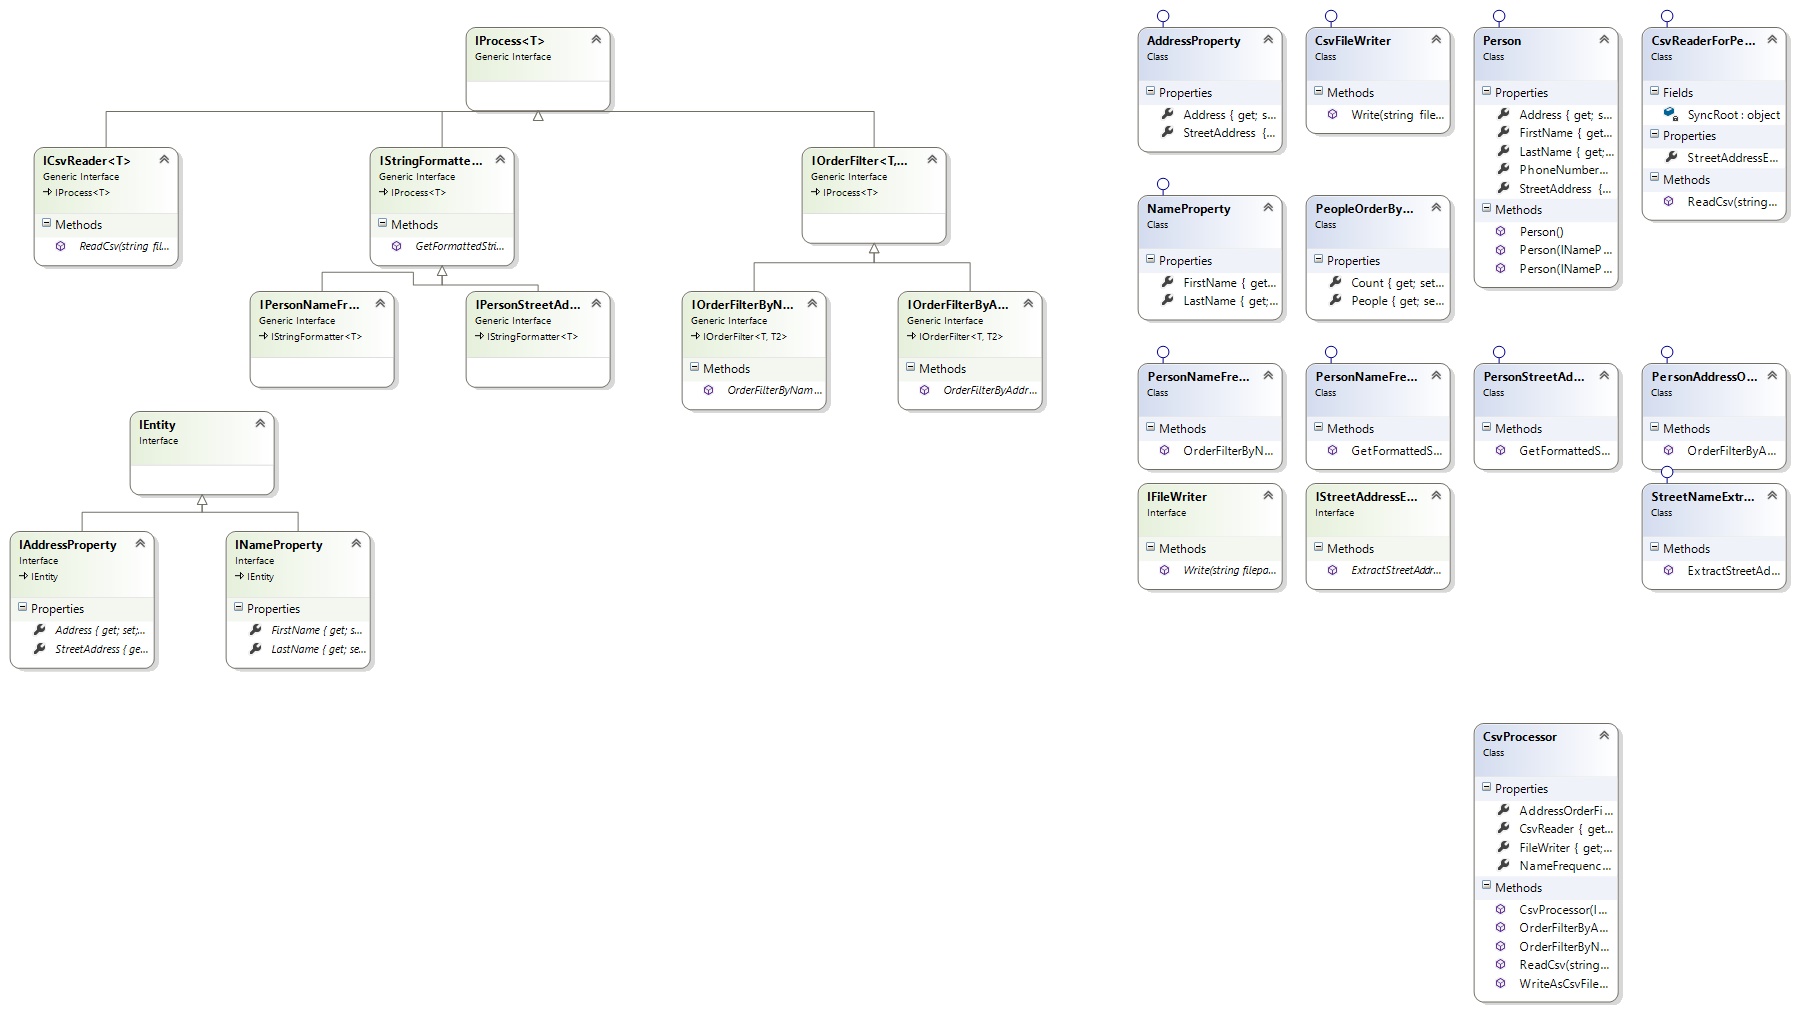 IProcess<T>
Generic Interface
ICsvReader<T>
Generic Interface
IProcess<T>
Methods
ReadCsv(string fil...
IStringFormatte...
Generic Interface
IProcess<T>
Methods
GetFormattedStri...
IOrderFilter<T,...
Generic Interface
IProcess<T>
IPersonNameFr...
Generic Interface
IStringFormatter<T>
IPersonStreetAd...
Generic Interface
IStringFormatter<T>
IOrderFilterByN...
Generic Interface
IOrderFilter<T, T2>
Methods
OrderFilterByNam...
IOrderFilterByA...
Generic Interface
IOrderFilter<T, T2>
Methods
OrderFilterByAddr...
IEntity
Interface
IAddressProperty
Interface
IEntity
Properties
Address { get; set;...
StreetAddress { ge...
INameProperty
Interface
IEntity
Properties
FirstName { get; s...
LastName { get; se...
AddressProperty
Class
Properties
Address { get; s...
StreetAddress {...
CsvFileWriter
Class
Methods
Write(string file...
Person
Class
Properties
Address { get; s...
FirstName { get...
LastName { get;...
PhoneNumber...
StreetAddress {...
Methods
Person()
Person(INameP...
Person(INameP...
CsvReaderForPe...
Class
Fields
SyncRoot : object
Properties
StreetAddressE...
Methods
ReadCsv(string...
NameProperty
Class
Properties
FirstName { get...
LastName { get;...
PeopleOrderBy...
Class
Properties
Count { get; set...
People { get; se...
PersonNameFre...
Class
Methods
OrderFilterByN...
PersonNameFre...
Class
Methods
GetFormattedS...
PersonStreetAd...
Class
Methods
GetFormattedS...
PersonAddressO...
Class
Methods
OrderFilterByA...
IFileWriter
Interface
Methods
Write(string filepa...
IStreetAddressE...
Interface
Methods
ExtractStreetAddr...
StreetNameExtr...
Class
Methods
ExtractStreetAd...
CsvProcessor
Class
Properties
AddressOrderFi...
CsvReader { get...
FileWriter { get;...
NameFrequenc...
Methods
CsvProcessor(I...
OrderFilterByA...
OrderFilterByN...
ReadCsv(string...
WriteAsCsvFile...